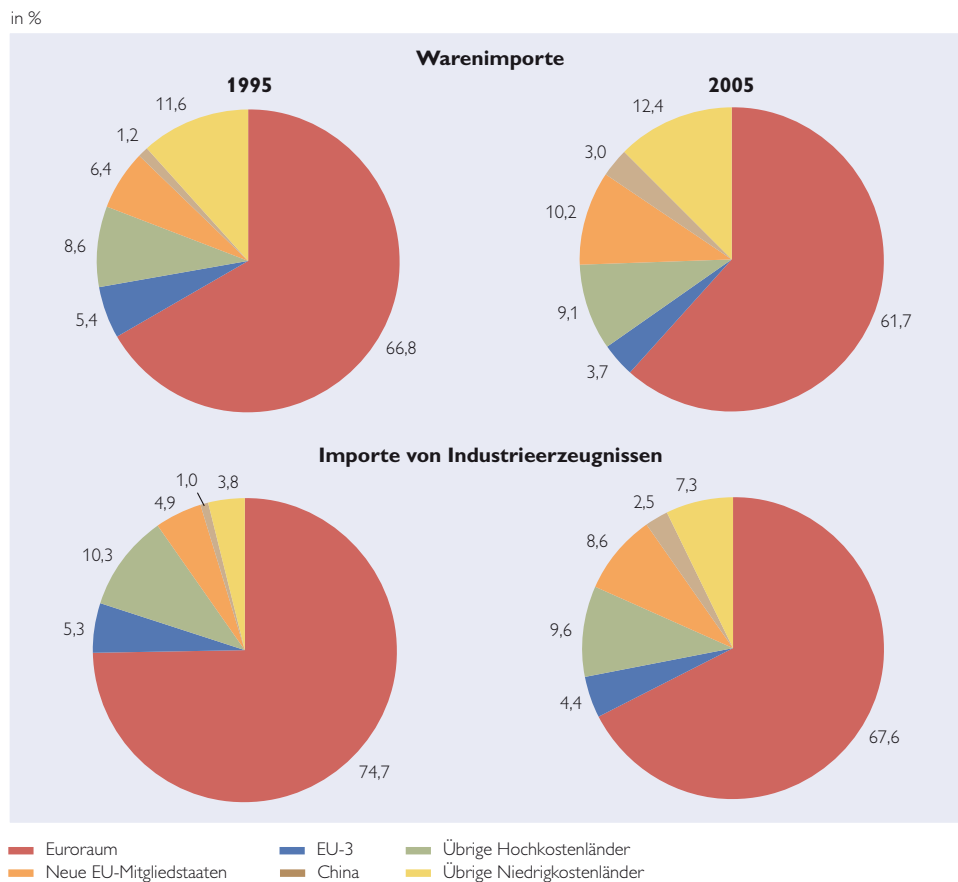 in %
Warenimporte
1995
2005
11,6
1,2
6,4
8,6
5,4
66,8
12,4
3,0
10,2
9,1
3,7
61,7
Importe von Industrieerzeugnissen
3,8
1,0
4,9
10,3
5,3
74,7
7,3
2,5
8,6
9,6
4,4
67,6
Euroraum
EU-3
Übrige Hochkostenländer
Neue EU-Mitgliedstaaten
China
Übrige Niedrigkostenländer